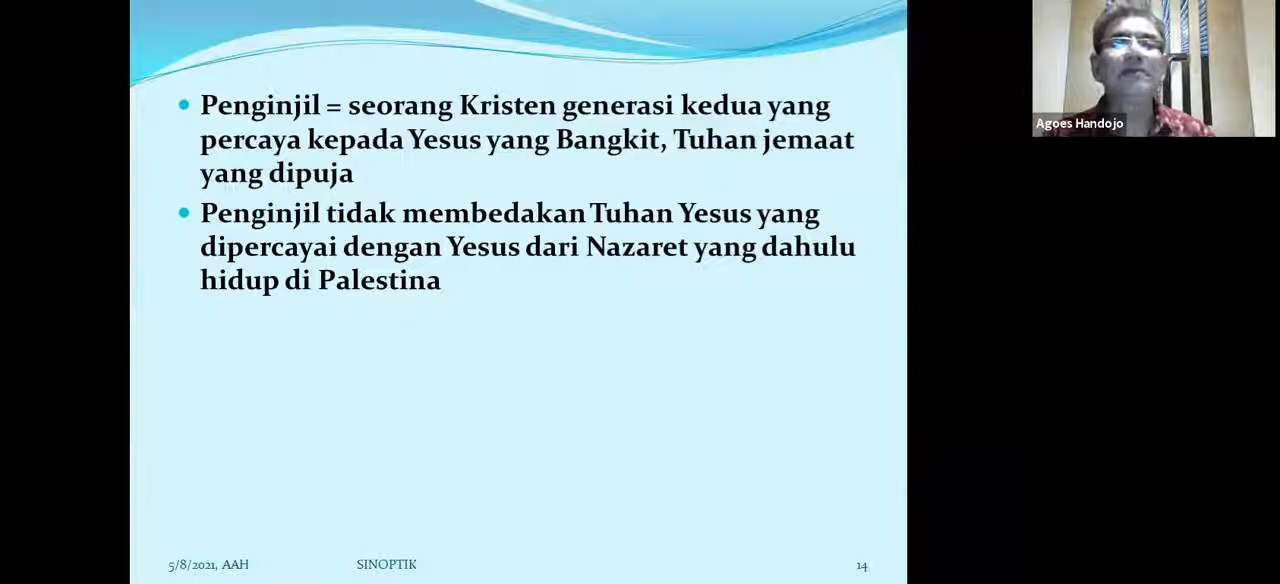 Penginjil = seorang Kristen generasi kedua yang
percaya kepada Yesus yang Bangkit, Tuhan jemaat
yang dipuja
Penginjil tidak membedakan Tuhan Yesus yang
dipercayai dengan Yesus dari Nazaret yang dahulu
hidup di Palestina
5/8/2021, AAH
SINOPTIK
14
Agoes Handojo